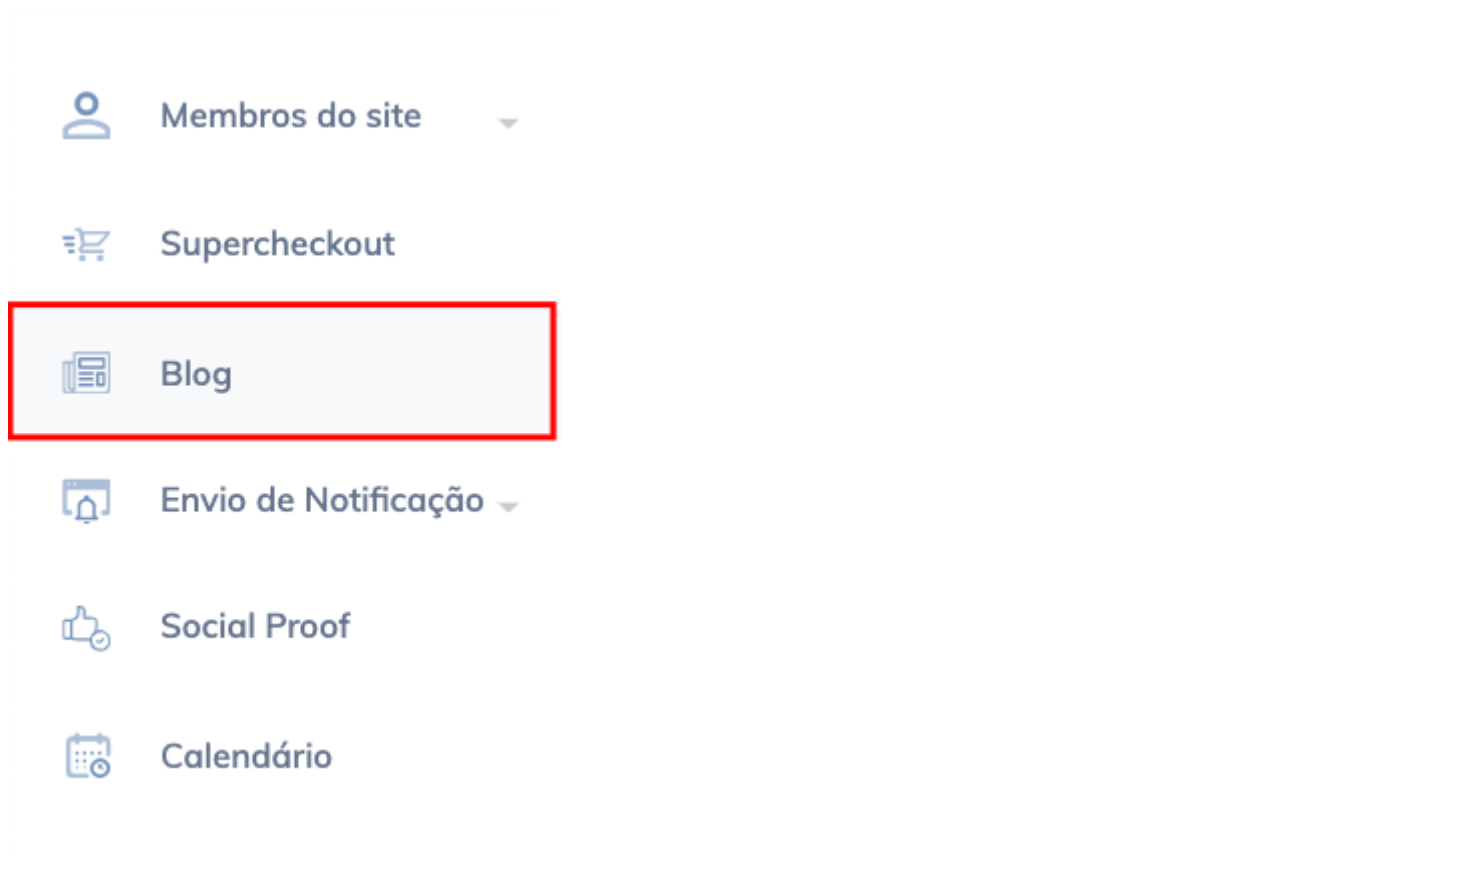 Membros do site
Supercheckout
Blog
Envio de Notificação
Social Proof
Calendário